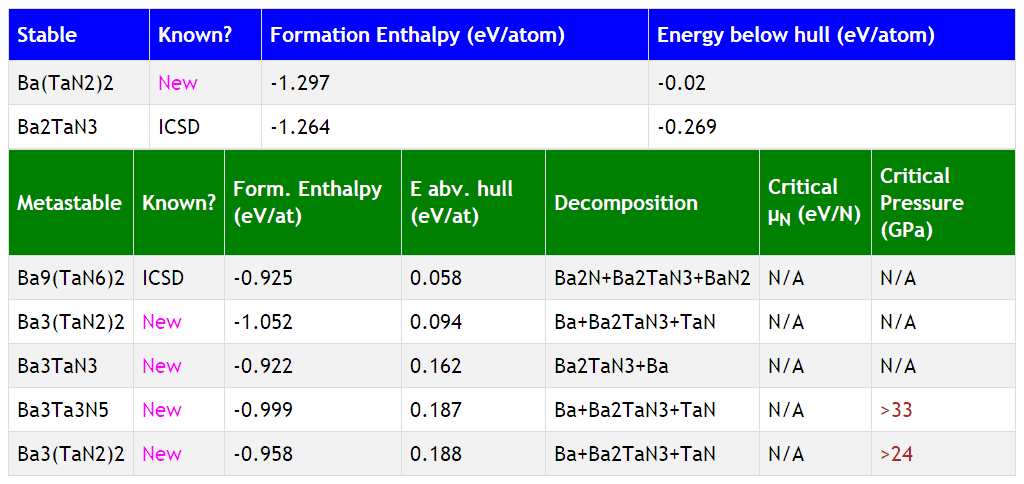 Stable Known? Formation Enthalpy (eV/atom) Energy below hull (eV/atom)
Ba(TaN2)2 New -1.297 -0.02
Ba2TaN3 ICSD -1.264 -0.269
Metastable Known? Form. Enthalpy (eV/at) E abv. hull (eV/at) Decomposition Critical μN (eV/N) Critical Pressure (GPa)
Ba9(TaN6)2 ICSD -0.925 0.058 Ba2N+Ba2TaN3+BaN2 N/A N/A
Ba3(TaN2)2 New -1.052 0.094 Ba+Ba2TaN3+TaN N/A N/A
Ba3TaN3 New -0.922 0.162 Ba2TaN3+Ba N/A N/A
Ba3Ta3N5 New -0.999 0.187 Ba+Ba2TaN3+TaN N/A >33
Ba3(TaN2)2 New -0.958 0.188 Ba+Ba2TaN3+TaN N/A >24